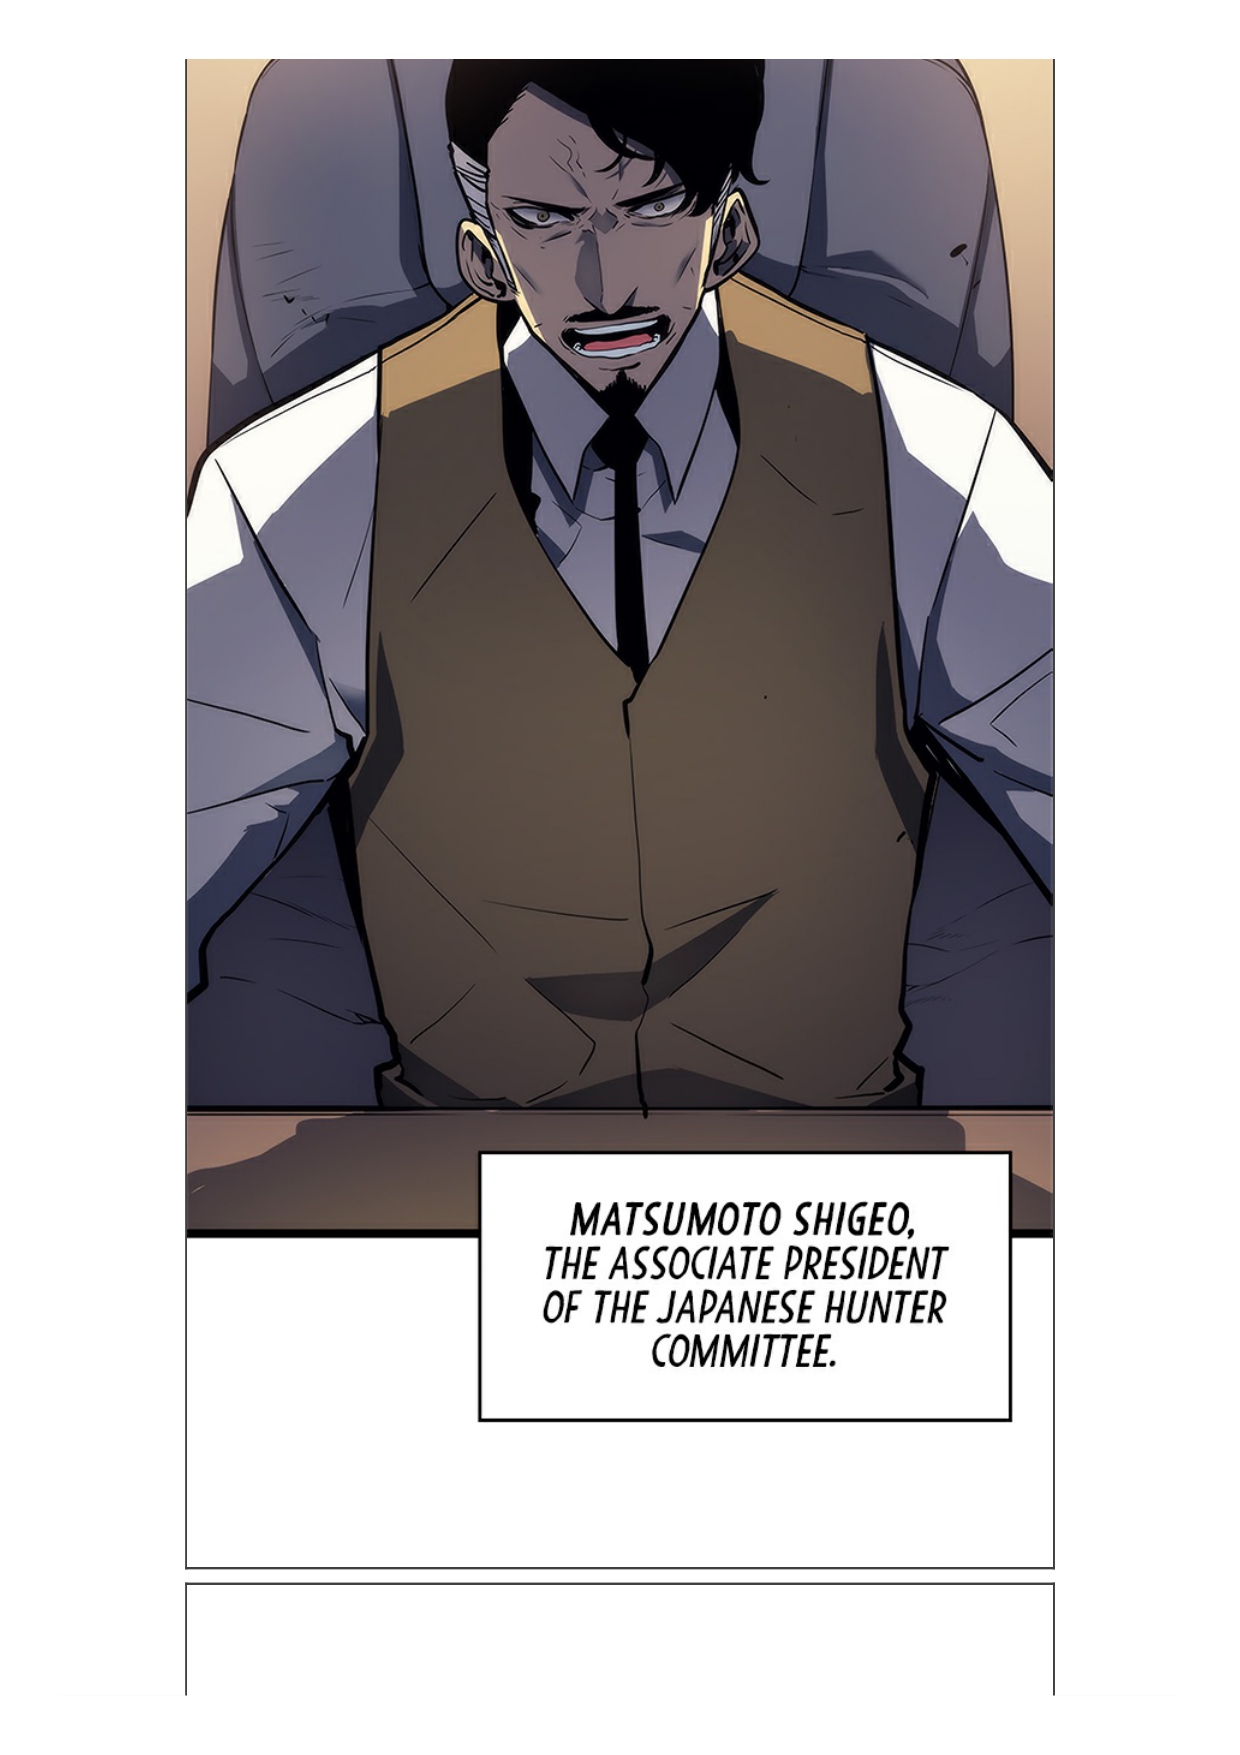 MATSUMOTO SHIGEO,
THE ASSOCIATE PRESIDENT
OF THE JAPANESE HUNTER
COMMITTEE.